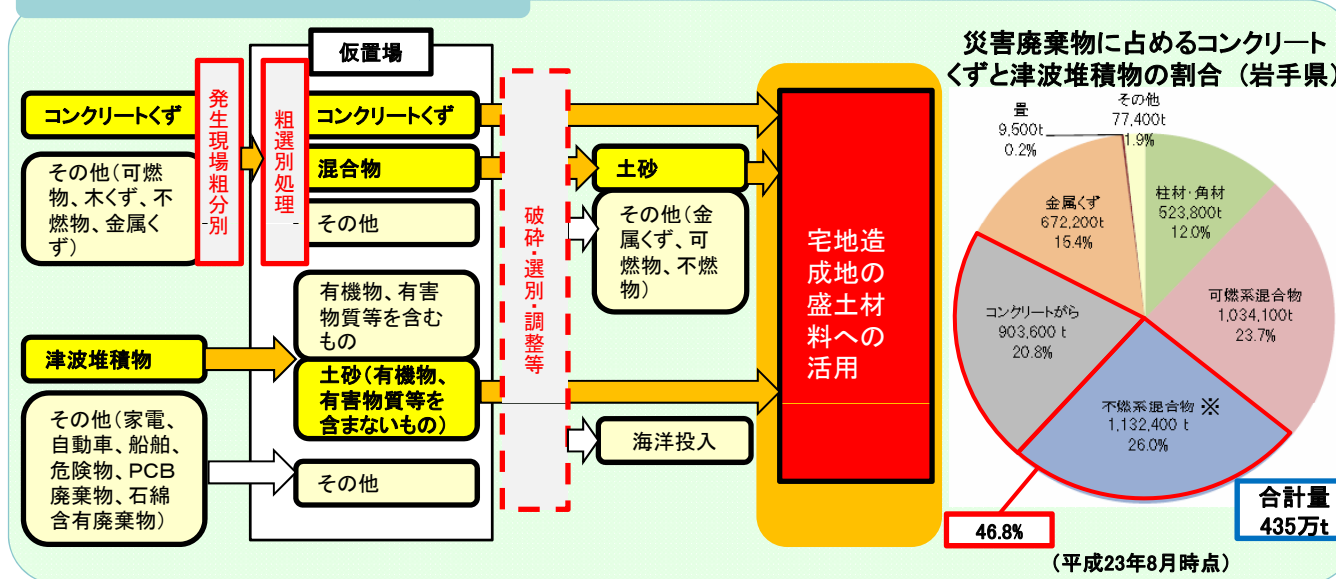 仮置場
コンクリートくず
その他(可燃
物、木くず、不
燃物、金属く
ず)
発生現場粗分別
粗選別処理
コンクリートくず
混合物
その他
有機物、有害
物質等を含む
もの
土砂(有機物、
有害物質等を
含まないもの)
その他
津波堆積物
その他(家電、
自動車、船舶、
危険物、PCB
廃棄物、石綿
含有廃棄物)
破砕・選別・調整等
土砂
その他(金
属くず、可
燃物、不燃
物)
海洋投入
宅地造
成地の
盛土材
料への
活用
災害廃棄物に占めるコンクリート
くずと津波堆積物の割合 (岩手県)
その他
77,400t
1.9%
畳
9,500t
0.2%
柱材・角材
523,800t
12.0%
金属くず
672,200t
15.4%
可燃系混合物
1,034,100t
23.7%
コンクリートがら
903,600 t
20.8%
不燃系混合物 ※
1,132,400 t
26.0%
46.8%
合計量
435万t
(平成23年8月時点)